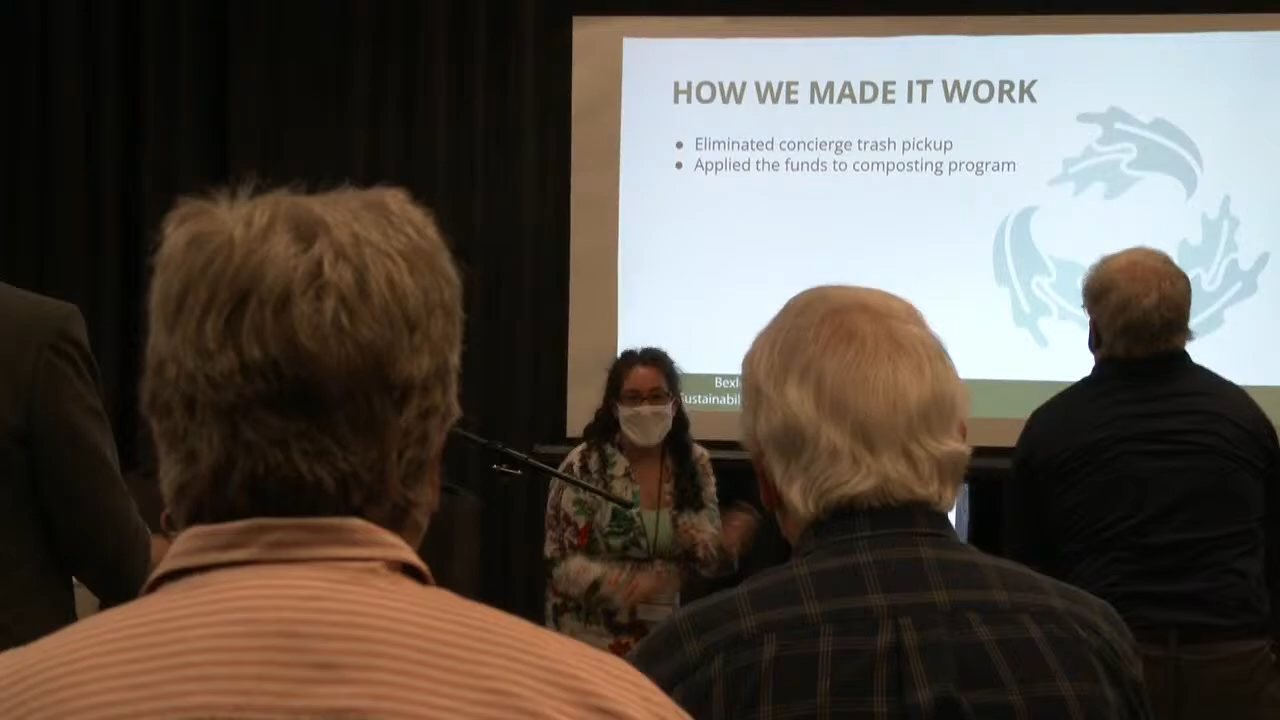 HOW WE MADE IT WORK
● Eliminated concierge trash pickup
● Applied the funds to composting program